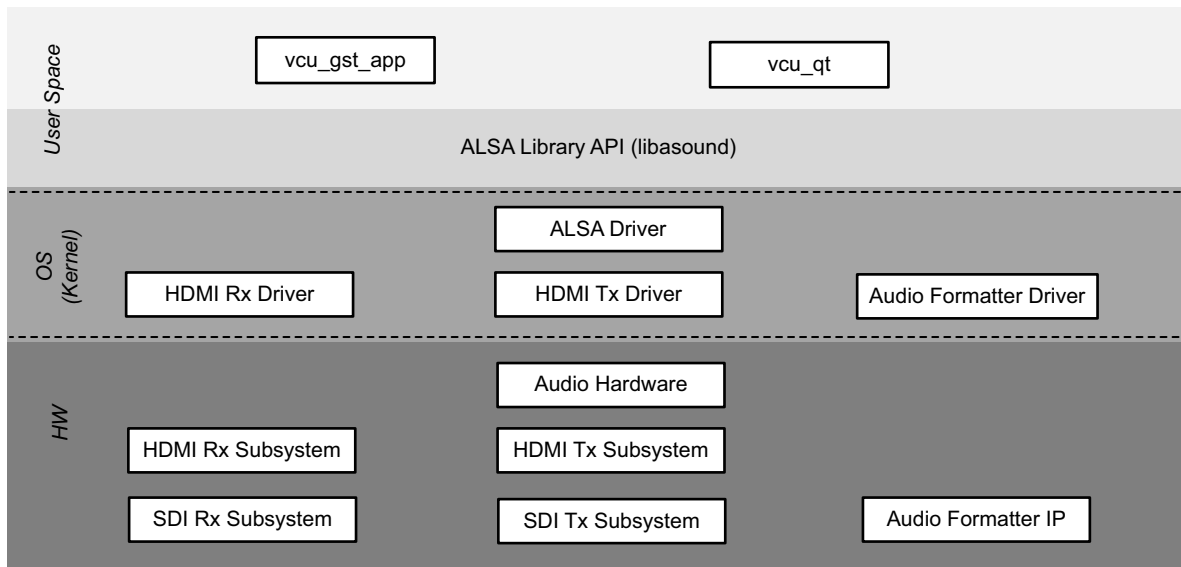 User Space
vcu_gst_app
vcu_qt
ALSA Library API (libasound)
OS
(Kernel)
ALSA Driver
HDMI Rx Driver
HDMI Tx Driver
Audio Formatter Driver
HW
Audio Hardware
HDMI Rx Subsystem
HDMI Tx Subsystem
SDI Rx Subsystem
SDI Tx Subsystem
Audio Formatter IP